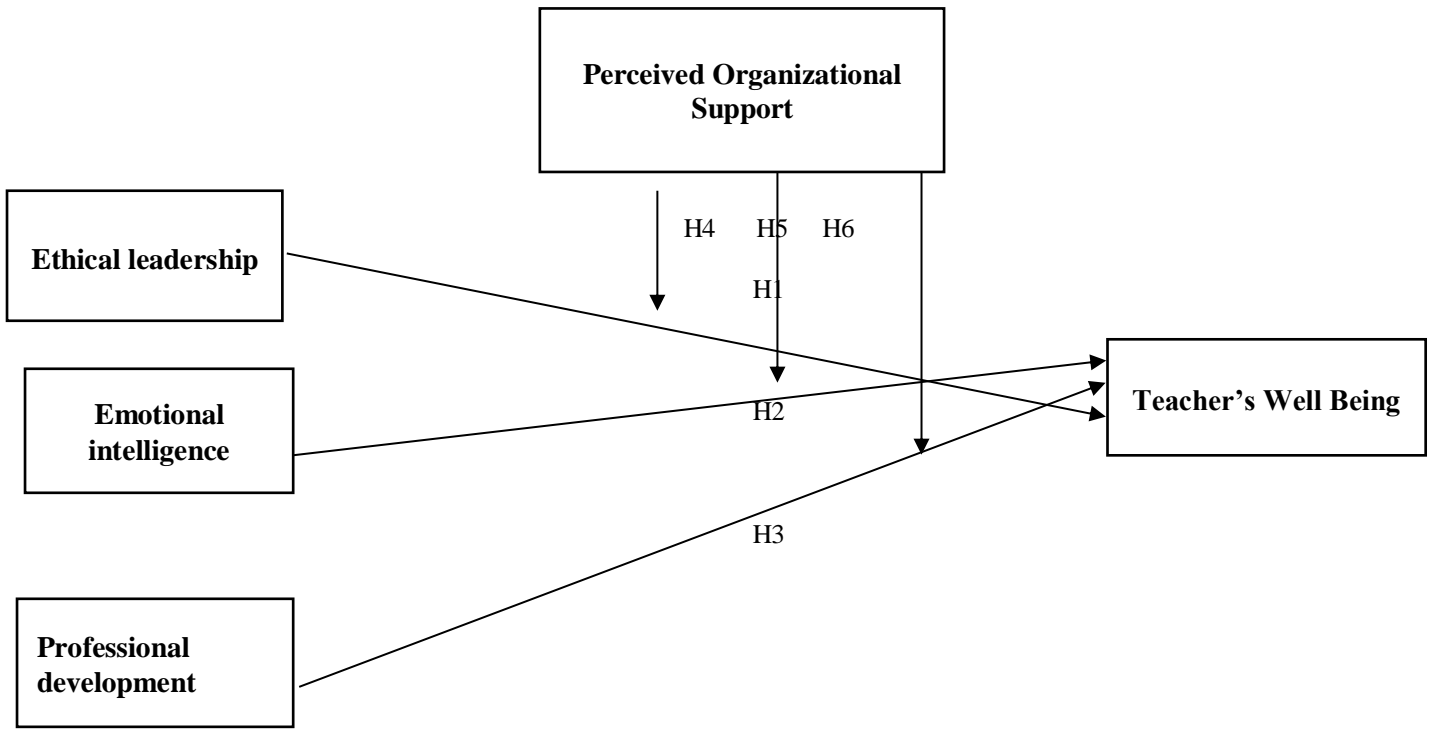 Perceived Organizational
Support
H4 H5 H6
Ethical leadership
H1
Teacher’s Well Being
Emotional
intelligence
H2
H3
Professional
development